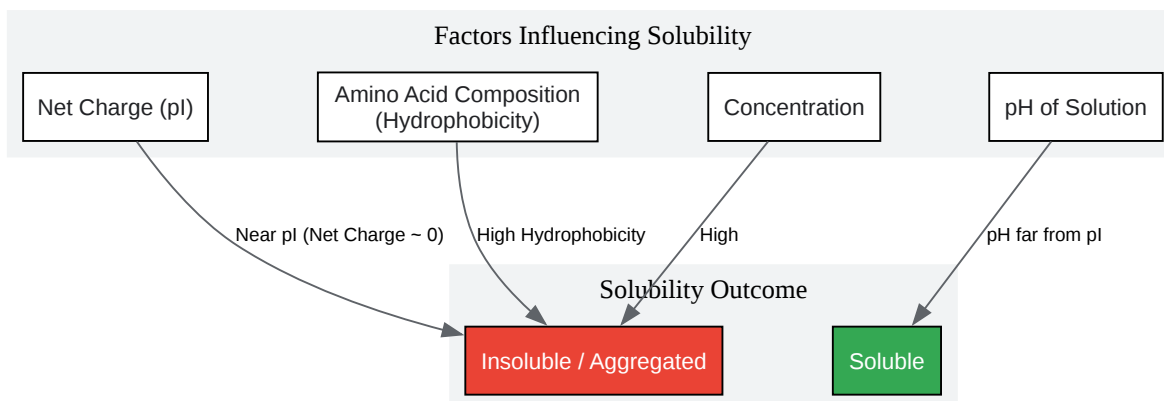 Factors Influencing Solubility
Net Charge (pI)
Amino Acid Composition
(Hydrophobicity)
Concentration
pH of Solution
Near pI (Net Charge ~ 0)
High Hydrophobicity
High
pH far from pI
Solubility Outcome
Insoluble / Aggregated
Soluble